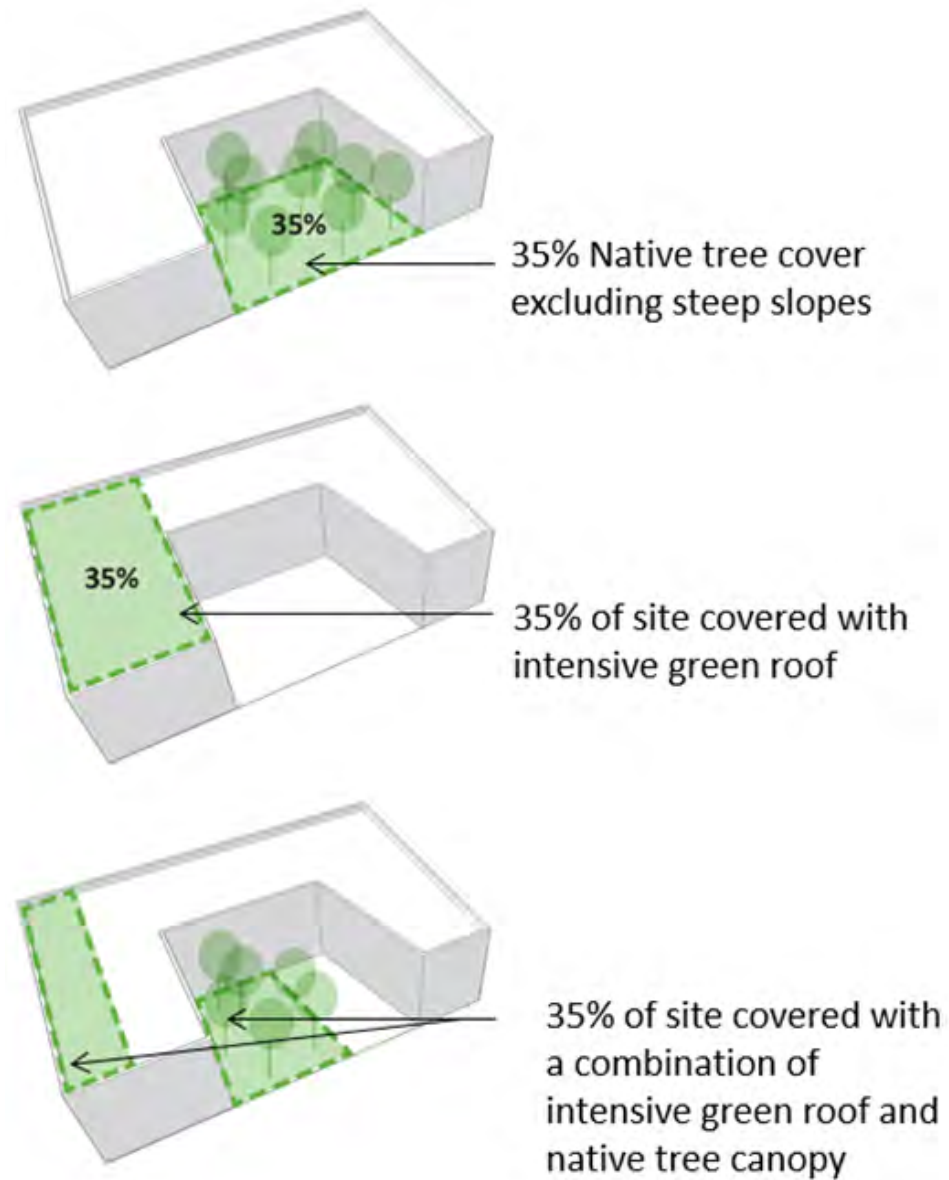 35%
35% Native tree cover
excluding steep slopes
35%
35% of site covered with
intensive green roof
35% of site covered with
a combination of
intensive green roof and
native tree canopy